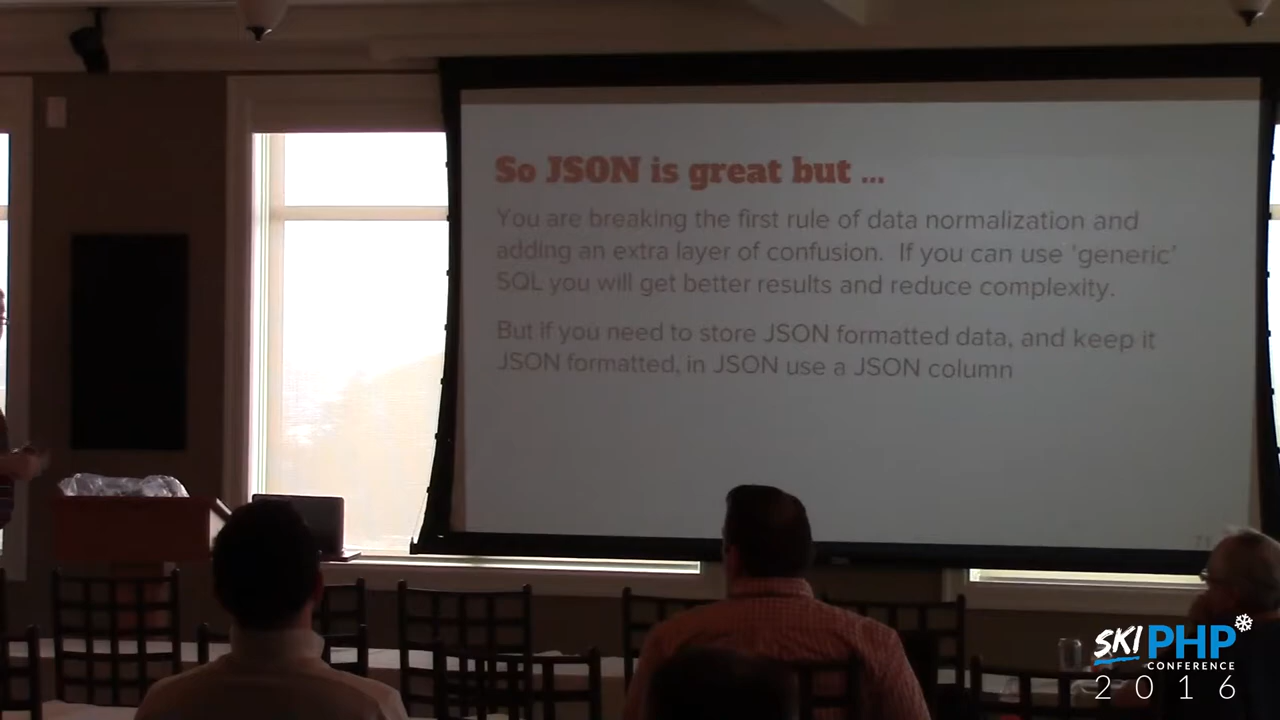 So JSON is great but ...
You are breaking the first rule of data normalization and
adding an extra layer of confusion. If you can use 'generic'
SQL you will get better results and reduce complexity.
But if you need to store JSON formatted data, and keep it
JSON formatted, in JSON use a JSON column
SKI PHP
CONFERENCE
2016